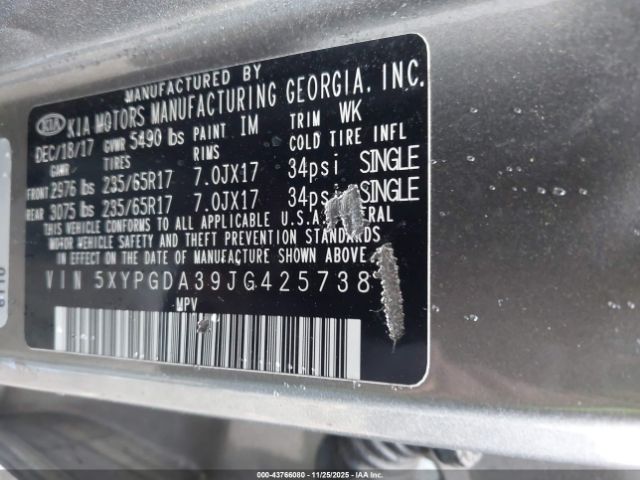 MANUFACTURED BY
KIA KIA MOTORS MANUFACTURING GEORGIA, INC.
DEC/18/17 GVWR 5490 lbs PAINT IM TRIM WK
GAWR TIRES RIMS COLD TIRE INFL
FRONT 2976 lbs 235/65R17 7.0JX17 34psi SINGLE
REAR 3075 lbs 235/65R17 7.0JX17 34psi SINGLE
THIS VEHICLE CONFORMS TO ALL APPLICABLE U.S.A. FEDERAL
MOTOR VEHICLE SAFETY AND THEFT PREVENTION STANDARDS
IN EFFECT ON THE DATE OF MANUFACTURE SHOWN ABOVE.
VIN 5XYPGDA39JG425738
MPV
© IAA - 43766080 - 11/25/2025 - IAAI.COM